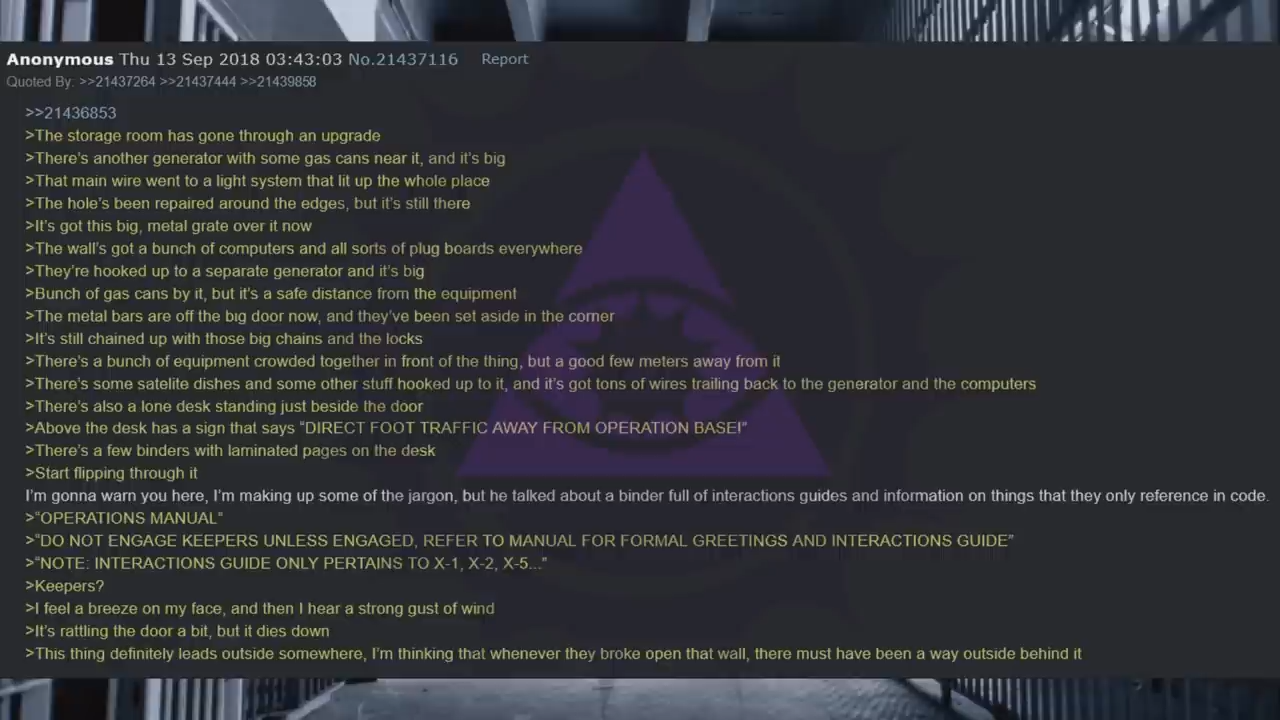 Anonymous Thu 13 Sep 2018 03:43:03 No.21437116 Report
Quoted By: >>21437264 >>21437444 >>21439858
>>21436853
>The storage room has gone through an upgrade
>There's another generator with some gas cans near it, and it's big
>That main wire went to a light system that lit up the whole place
>The hole's been repaired around the edges, but it's still there
>It's got this big, metal grate over it now
>The wall's got a bunch of computers and all sorts of plug boards everywhere
>They're hooked up to a separate generator and it's big
>Bunch of gas cans by it, but it's a safe distance from the equipment
>The metal bars are off the big door now, and they've been set aside in the corner
>It's still chained up with those big chains and the locks
>There's a bunch of equipment crowded together in front of the thing, but a good few meters away from it
>There's some satelite dishes and some other stuff hooked up to it, and it's got tons of wires trailing back to the generator and the computers
>There's also a lone desk standing just beside the door
>Above the desk has a sign that says “DIRECT FOOT TRAFFIC AWAY FROM OPERATION BASE!”
>There's a few binders with laminated pages on the desk
>Start flipping through it
I'm gonna warn you here, I'm making up some of the jargon, but he talked about a binder full of interactions guides and information on things that they only reference in code.
>“OPERATIONS MANUAL”
>“DO NOT ENGAGE KEEPERS UNLESS ENGAGED, REFER TO MANUAL FOR FORMAL GREETINGS AND INTERACTIONS GUIDE”
>“NOTE: INTERACTIONS GUIDE ONLY PERTAINS TO X-1, X-2, X-5...”
>Keepers?
>I feel a breeze on my face, and then I hear a strong gust of wind
>It's rattling the door a bit, but it dies down
>This thing definitely leads outside somewhere, I'm thinking that whenever they broke open that wall, there must have been a way outside behind it